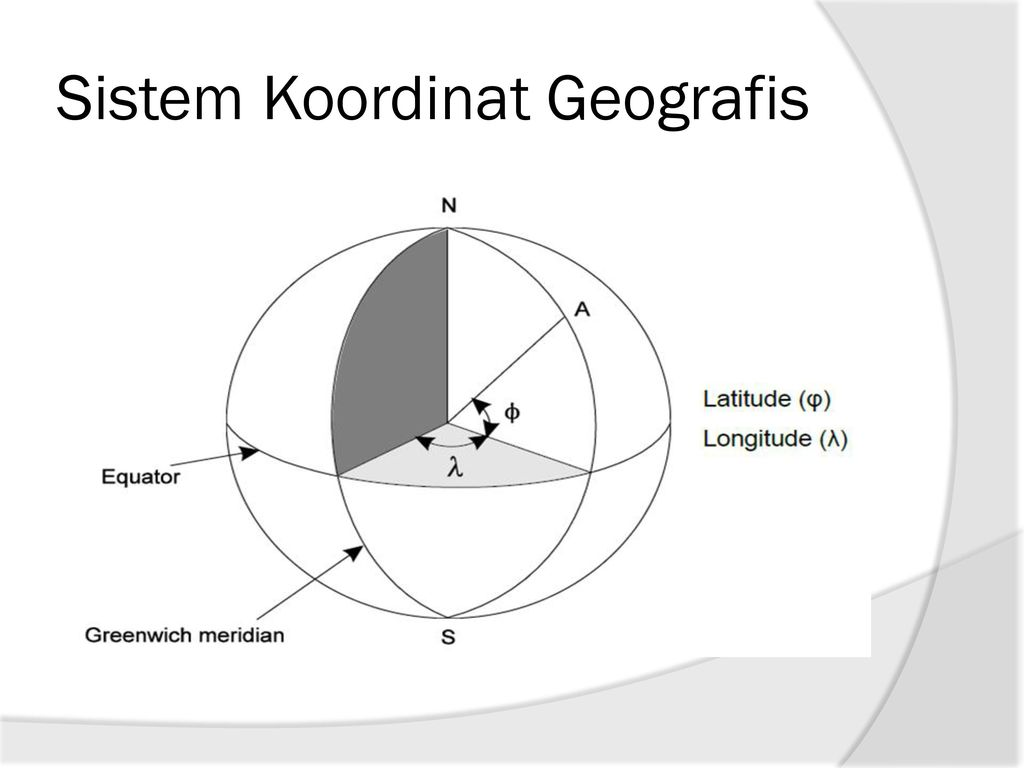 Sistem Koordinat Geografis
N
A
ϕ
Latitude (φ)
Longitude (λ)
λ
Equator
Greenwich meridian
S